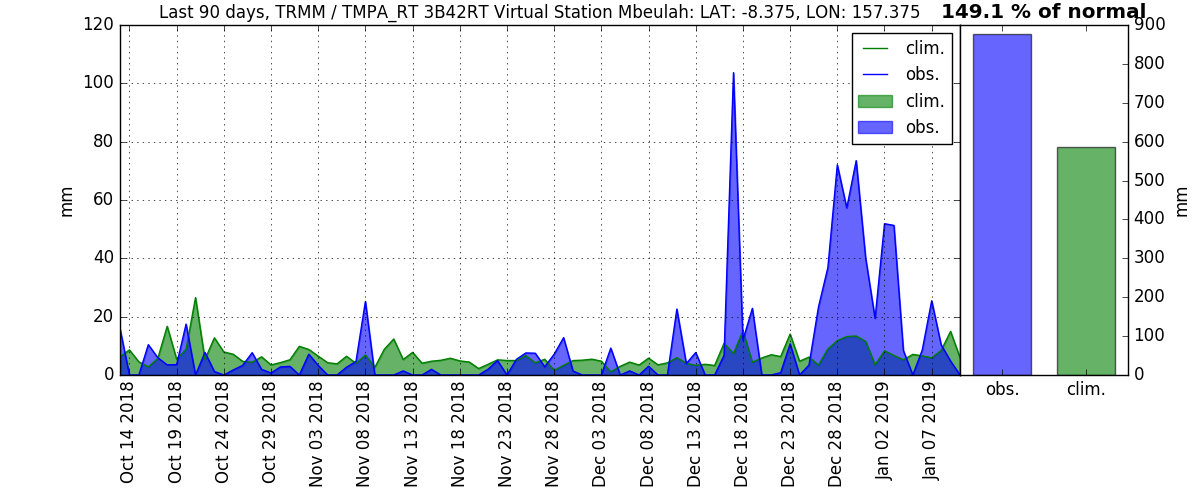 Last 90 days, TRMM / TMPA_RT 3B42RT Virtual Station Mbeulah: LAT: -8.375, LON: 157.375
149.1 % of normal
120
100
80
60
40
20
0
mm
clim.
obs.
clim.
obs.
900
800
700
600
500
400
300
200
100
0
mm
obs.
clim.
Oct 14 2018
Oct 19 2018
Oct 24 2018
Oct 29 2018
Nov 03 2018
Nov 08 2018
Nov 13 2018
Nov 18 2018
Nov 23 2018
Nov 28 2018
Dec 03 2018
Dec 08 2018
Dec 13 2018
Dec 18 2018
Dec 23 2018
Dec 28 2018
Jan 02 2019
Jan 07 2019